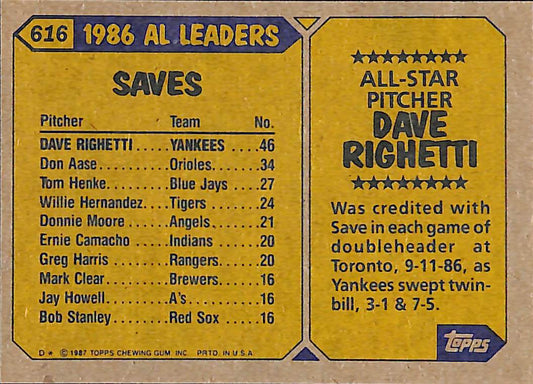 616 1986 AL LEADERS
SAVES
Pitcher Team No.
DAVE RIGHETTI.....YANKEES....46
Don Aase..........Orioles.....34
Tom Henke........Blue Jays....27
Willie Hernandez...Tigers......24
Donnie Moore.....Angels......21
Ernie Camacho.....Indians.....20
Greg Harris........Rangers.....20
Mark Clear........Brewers.....16
Jay Howell........A's..........16
Bob Stanley.......Red Sox.....16
D* ©1987 TOPPS CHEWING GUM, INC. PRTD. IN U.S.A.
★★★★★★★★
ALL-STAR
PITCHER
DAVE
RIGHETTI
★★★★★★★★
Was credited with
Save in each game of
doubleheader at
Toronto, 9-11-86, as
Yankees swept twin-
bill, 3-1 & 7-5.
topps